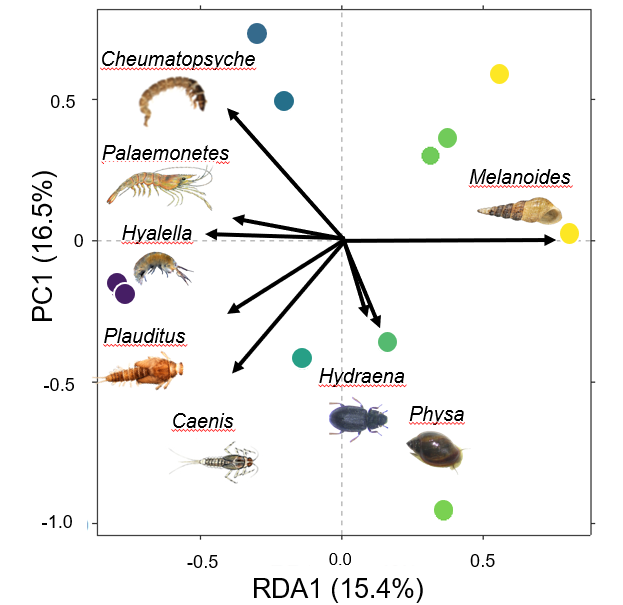 Cheumatopsyche
0.5
Palaemonetes
Melanoides
Hyalella
0
PC1 (16.5%)
Plauditus
-0.5
Hydraena
Caenis
Physa
-1.0
-0.5
0.0
0.5
RDA1 (15.4%)